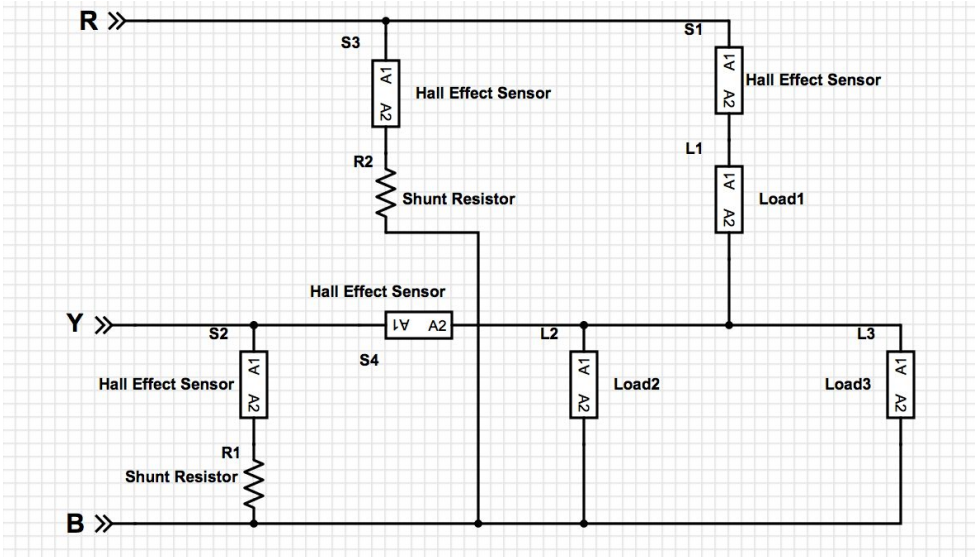 R
S3
A1
A2
Hall Effect Sensor
S1
A1
A2
Hall Effect Sensor
R2
Shunt Resistor
L1
A1
A2
Load1
Hall Effect Sensor
Y
S2
A1 A2
S4
L2
L3
Hall Effect Sensor
A1
A2
A1
A2
Load2
Load3
A1
A2
R1
Shunt Resistor
B